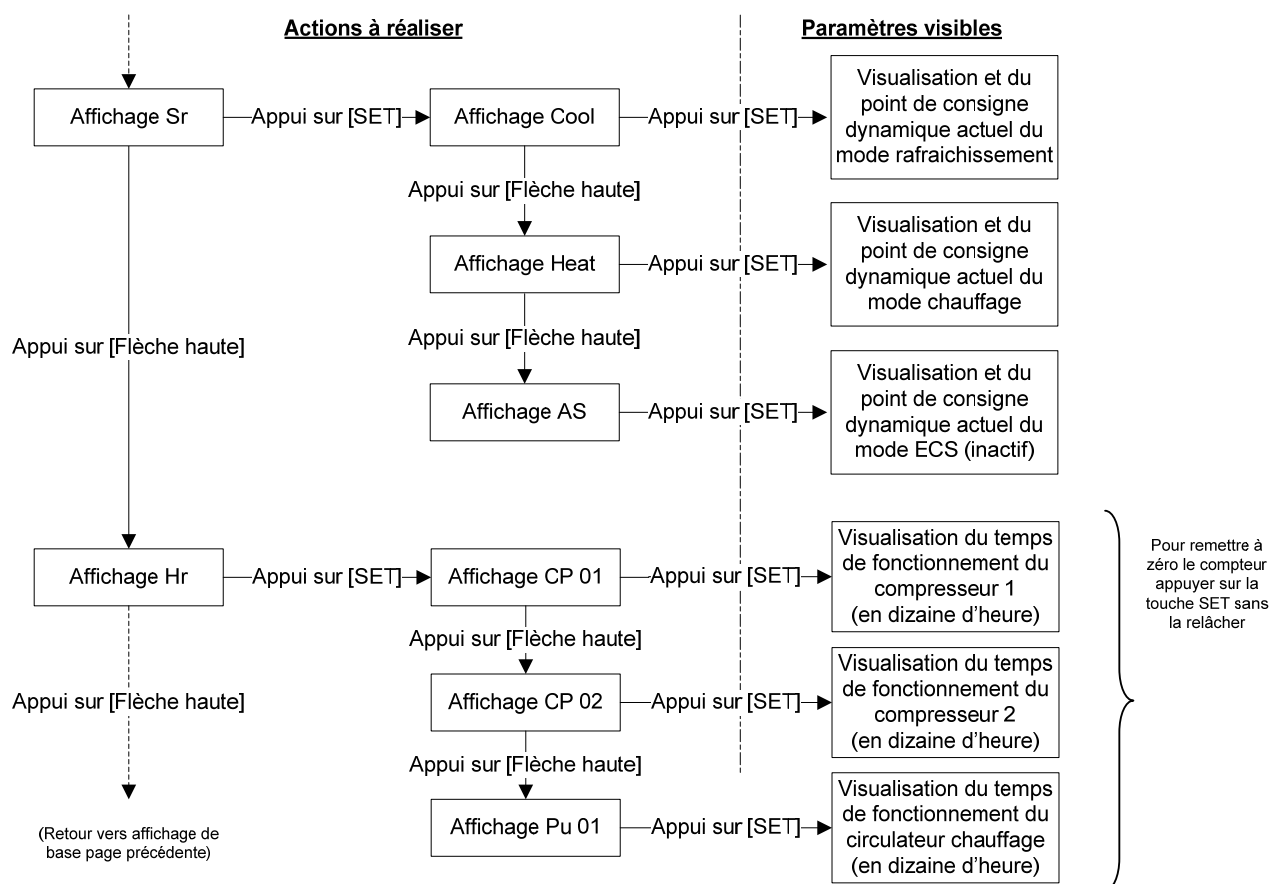 Actions à réaliser
Paramètres visibles
Affichage Sr
Appui sur [SET]
Affichage Cool
Appui sur [SET]
Visualisation et du
point de consigne
dynamique actuel du
mode rafraichissement
Appui sur [Flèche haute]
Affichage Heat
Appui sur [SET]
Visualisation et du
point de consigne
dynamique actuel du
mode chauffage
Appui sur [Flèche haute]
Appui sur [Flèche haute]
Affichage AS
Appui sur [SET]
Visualisation et du
point de consigne
dynamique actuel du
mode ECS (inactif)
Affichage Hr
Appui sur [SET]
Affichage CP 01
Appui sur [SET]
Visualisation du temps
de fonctionnement du
compresseur 1
(en dizaine d'heure)
Pour remettre à
zéro le compteur
appuyer sur la
touche SET sans
la relâcher
Appui sur [Flèche haute]
Appui sur [Flèche haute]
Affichage CP 02
Appui sur [SET]
Visualisation du temps
de fonctionnement du
compresseur 2
(en dizaine d'heure)
Appui sur [Flèche haute]
Affichage Pu 01
Appui sur [SET]
Visualisation du temps
de fonctionnement du
circulateur chauffage
(en dizaine d'heure)
(Retour vers affichage de
base page précédente)